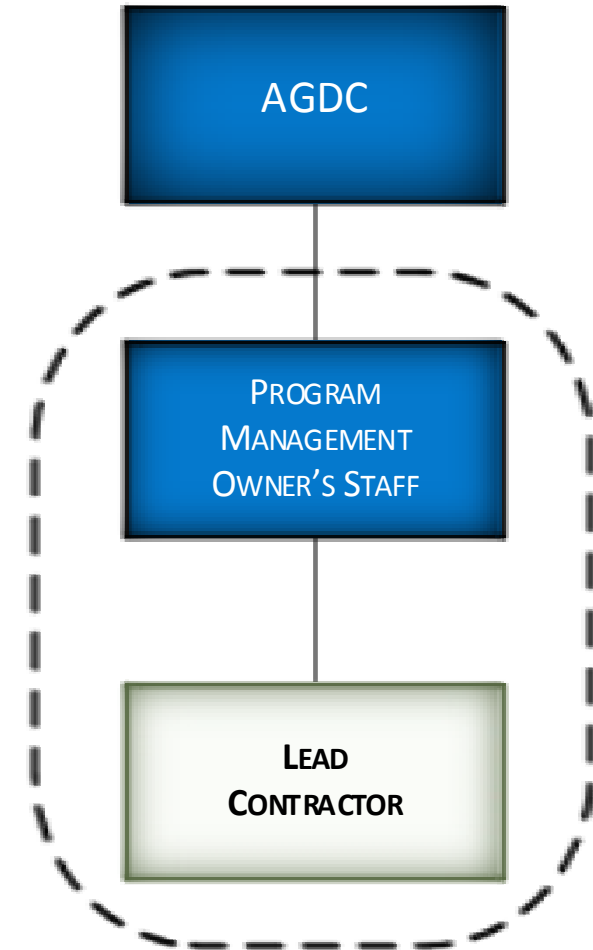 AGDC
PROGRAM
MANAGEMENT
OWNER’S STAFF
LEAD
CONTRACTOR